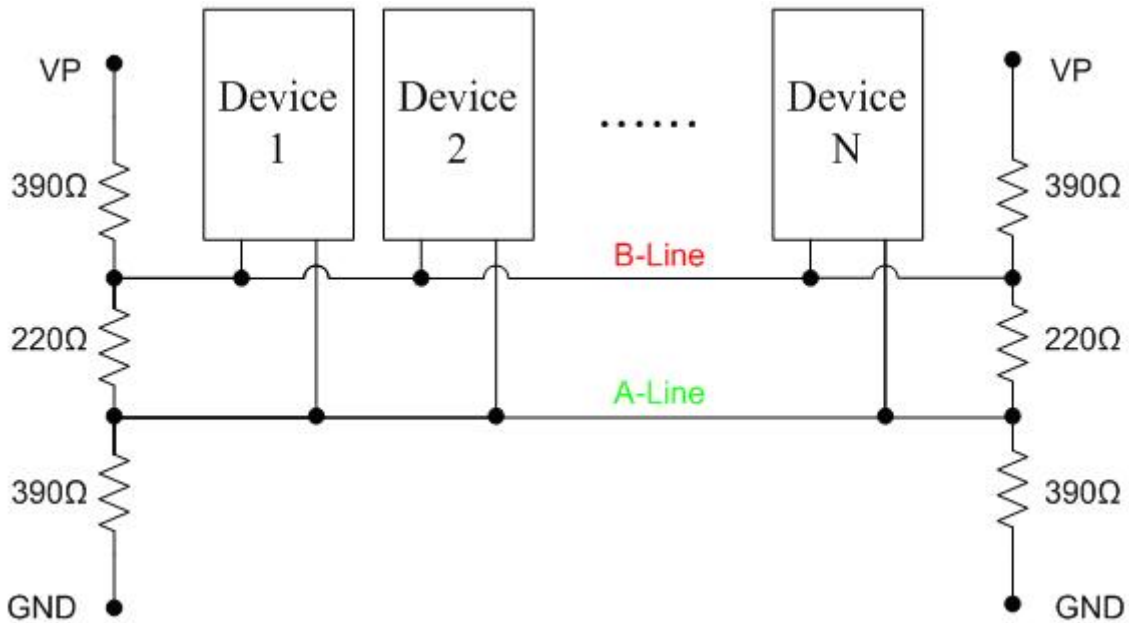 VP
Device
1
Device
2
......
Device
N
VP
390Ω
390Ω
B-Line
220Ω
220Ω
A-Line
390Ω
390Ω
GND
GND